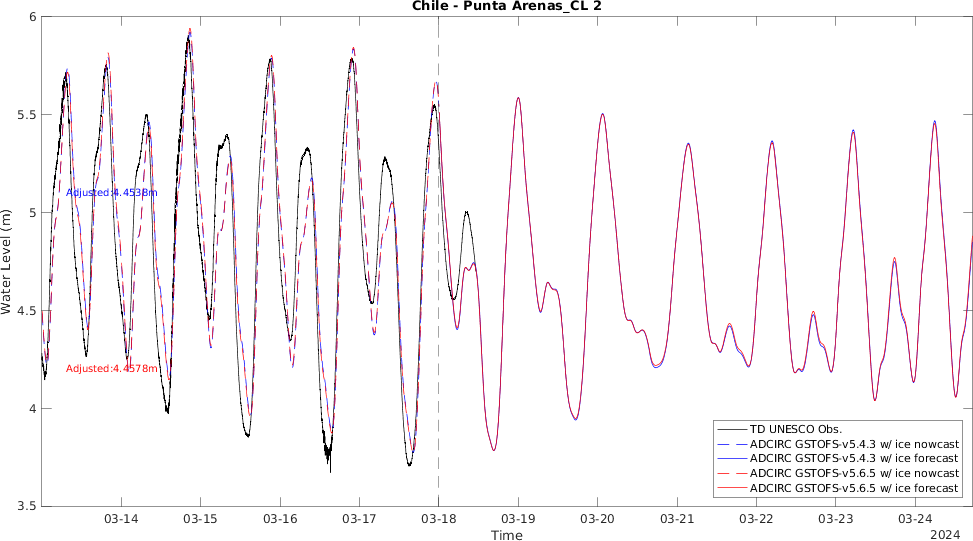 Chile - Punta Arenas_CL 2
Water Level (m)
6
5.5
5
4.5
4
3.5
Adjusted:4.4538m
Adjusted:4.4578m
TD UNESCO Obs.
ADCIRC GSTOFS-v5.4.3 w/ ice nowcast
ADCIRC GSTOFS-v5.4.3 w/ ice forecast
ADCIRC GSTOFS-v5.6.5 w/ ice nowcast
ADCIRC GSTOFS-v5.6.5 w/ ice forecast
03-14 03-15 03-16 03-17 03-18 03-19 03-20 03-21 03-22 03-23 03-24
Time
2024